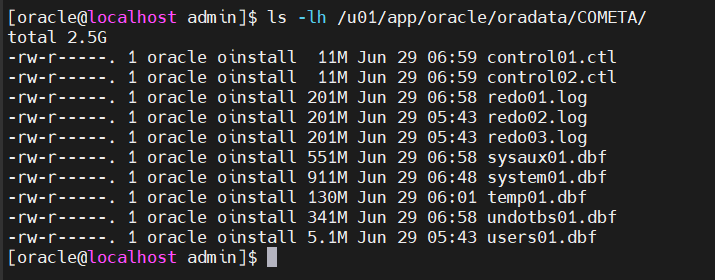 [oracle@localhost admin]$ ls -lh /u01/app/oracle/oradata/COMETA/
total 2.5G
-rw-r-----. 1 oracle oinstall  11M Jun 29 06:59 control01.ctl
-rw-r-----. 1 oracle oinstall  11M Jun 29 06:59 control02.ctl
-rw-r-----. 1 oracle oinstall 201M Jun 29 06:58 redo01.log
-rw-r-----. 1 oracle oinstall 201M Jun 29 05:43 redo02.log
-rw-r-----. 1 oracle oinstall 201M Jun 29 05:43 redo03.log
-rw-r-----. 1 oracle oinstall 551M Jun 29 06:58 sysaux01.dbf
-rw-r-----. 1 oracle oinstall 911M Jun 29 06:48 system01.dbf
-rw-r-----. 1 oracle oinstall 130M Jun 29 06:01 temp01.dbf
-rw-r-----. 1 oracle oinstall 341M Jun 29 06:58 undotbs01.dbf
-rw-r-----. 1 oracle oinstall 5.1M Jun 29 05:43 users01.dbf
[oracle@localhost admin]$